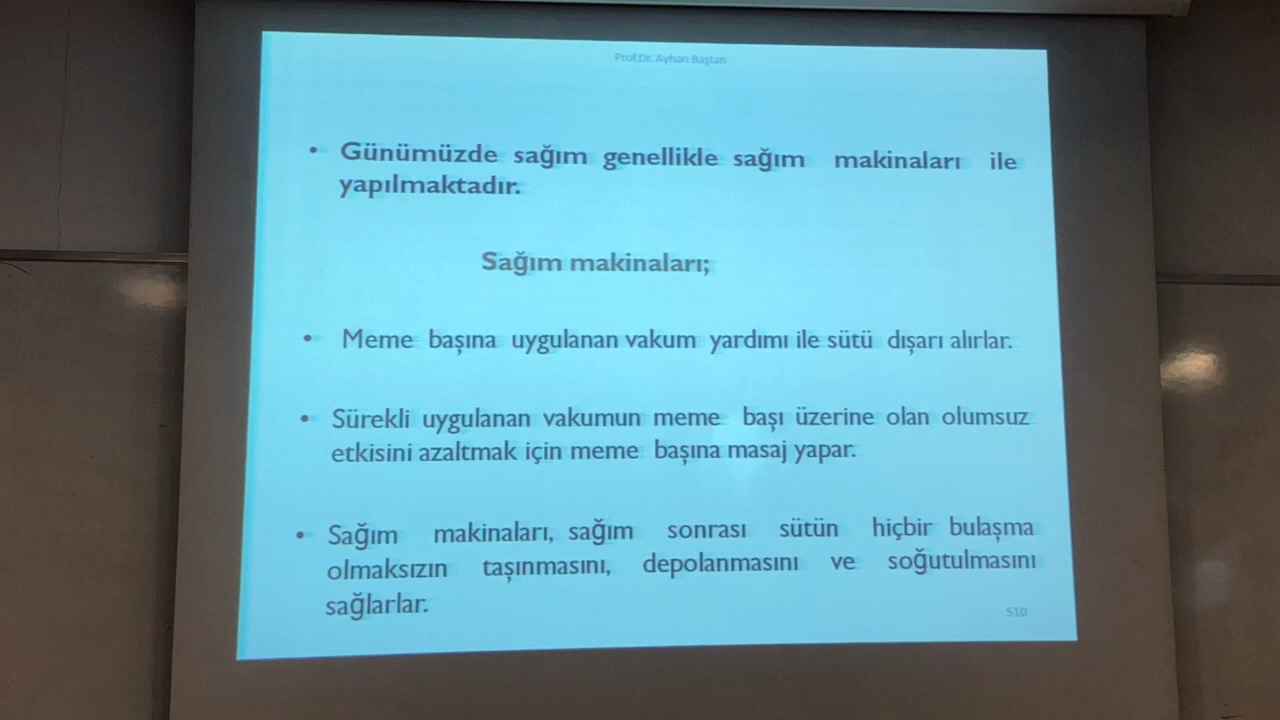 Prof.Dr. Ayhan Baştan
• Günümüzde sağım genellikle sağım makinaları ile
yapılmaktadır.
Sağım makinaları;
• Meme başına uygulanan vakum yardımı ile sütü dışarı alırlar.
• Sürekli uygulanan vakumun meme başı üzerine olan olumsuz
etkisini azaltmak için meme başına masaj yapar.
• Sağım makinaları, sağım sonrası sütün hiçbir bulaşma
olmaksızın taşınmasını, depolanmasını ve soğutulmasını
sağlarlar.
510